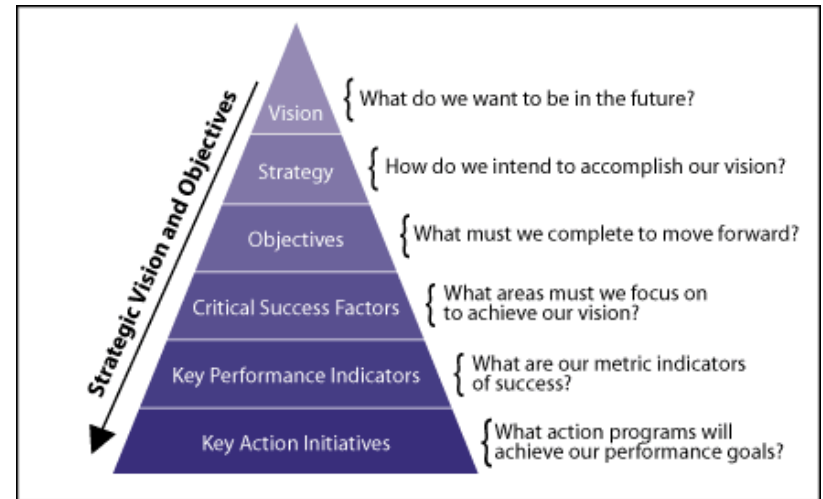 Strategic Vision and Objectives
Vision
What do we want to be in the future?
Strategy
How do we intend to accomplish our vision?
Objectives
What must we complete to move forward?
Critical Success Factors
What areas must we focus on
to achieve our vision?
Key Performance Indicators
What are our metric indicators
of success?
Key Action Initiatives
What action programs will
achieve our performance goals?